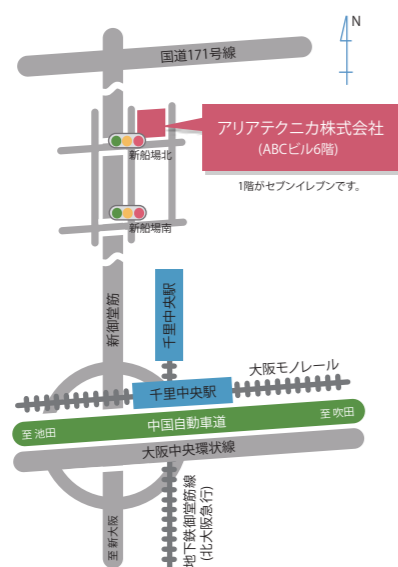 N
国道171号線
アリアテクニカ株式会社
(ABCビル6階)
新船場北
1階がセブンイレブンです。
新船場南
新御堂筋
千里中央駅
大阪モノレール
千里中央駅
至 吹田
中国自動車道
至 池田
大阪中央環状線
地下鉄御堂筋線
(北大阪急行)
至 新大阪